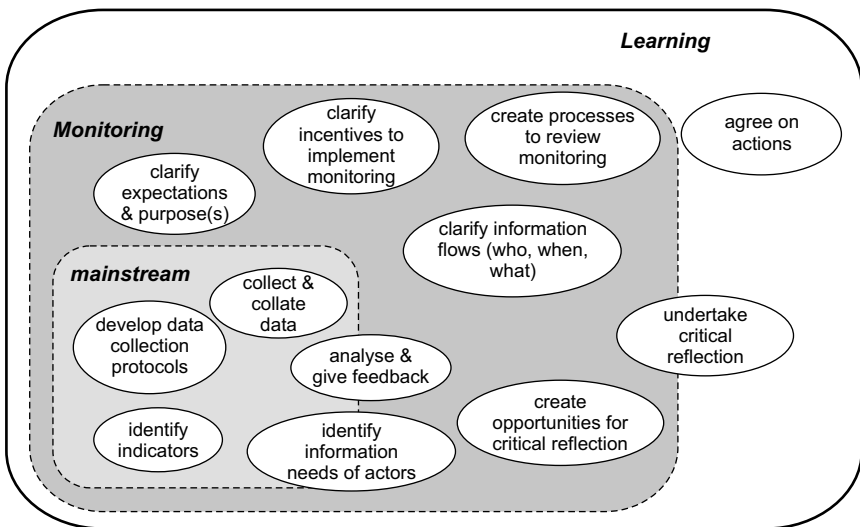 Learning
Monitoring
clarify
incentives to
implement
monitoring
create processes
to review
monitoring
agree on
actions
clarify
expectations
& purpose(s)
clarify information
flows (who, when,
what)
mainstream
collect &
collate
data
develop data
collection
protocols
analyse &
give feedback
undertake
critical
reflection
identify
indicators
identify
information
needs of actors
create
opportunities for
critical reflection